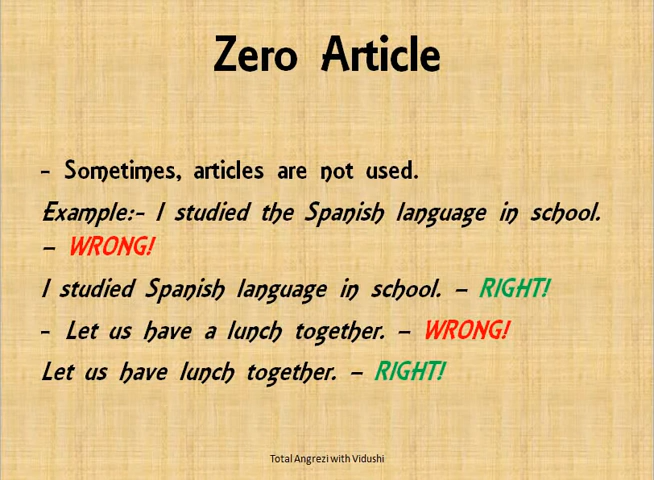 Zero Article
- Sometimes, articles are not used.
Example:- I studied the Spanish language in school.
– WRONG!
I studied Spanish language in school. – RIGHT!
- Let us have a lunch together. – WRONG!
Let us have lunch together. – RIGHT!
Total Angrezi with Vidushi